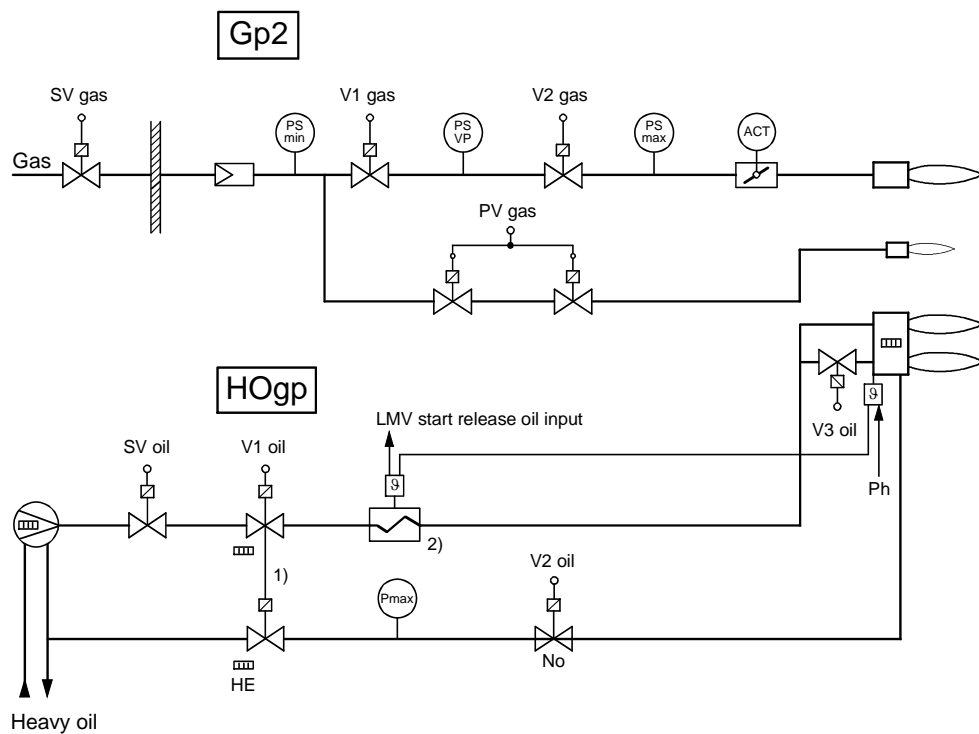 Gp2
SV gas
V1 gas
V2 gas
PS
min
PS
VP
PS
max
ACT
Gas
PV gas
HOgp
LMV start release oil input
V3 oil
SV oil
V1 oil
ϑ
ϑ
Ph
2)
1)
V2 oil
Pmax
No
HE
Heavy oil